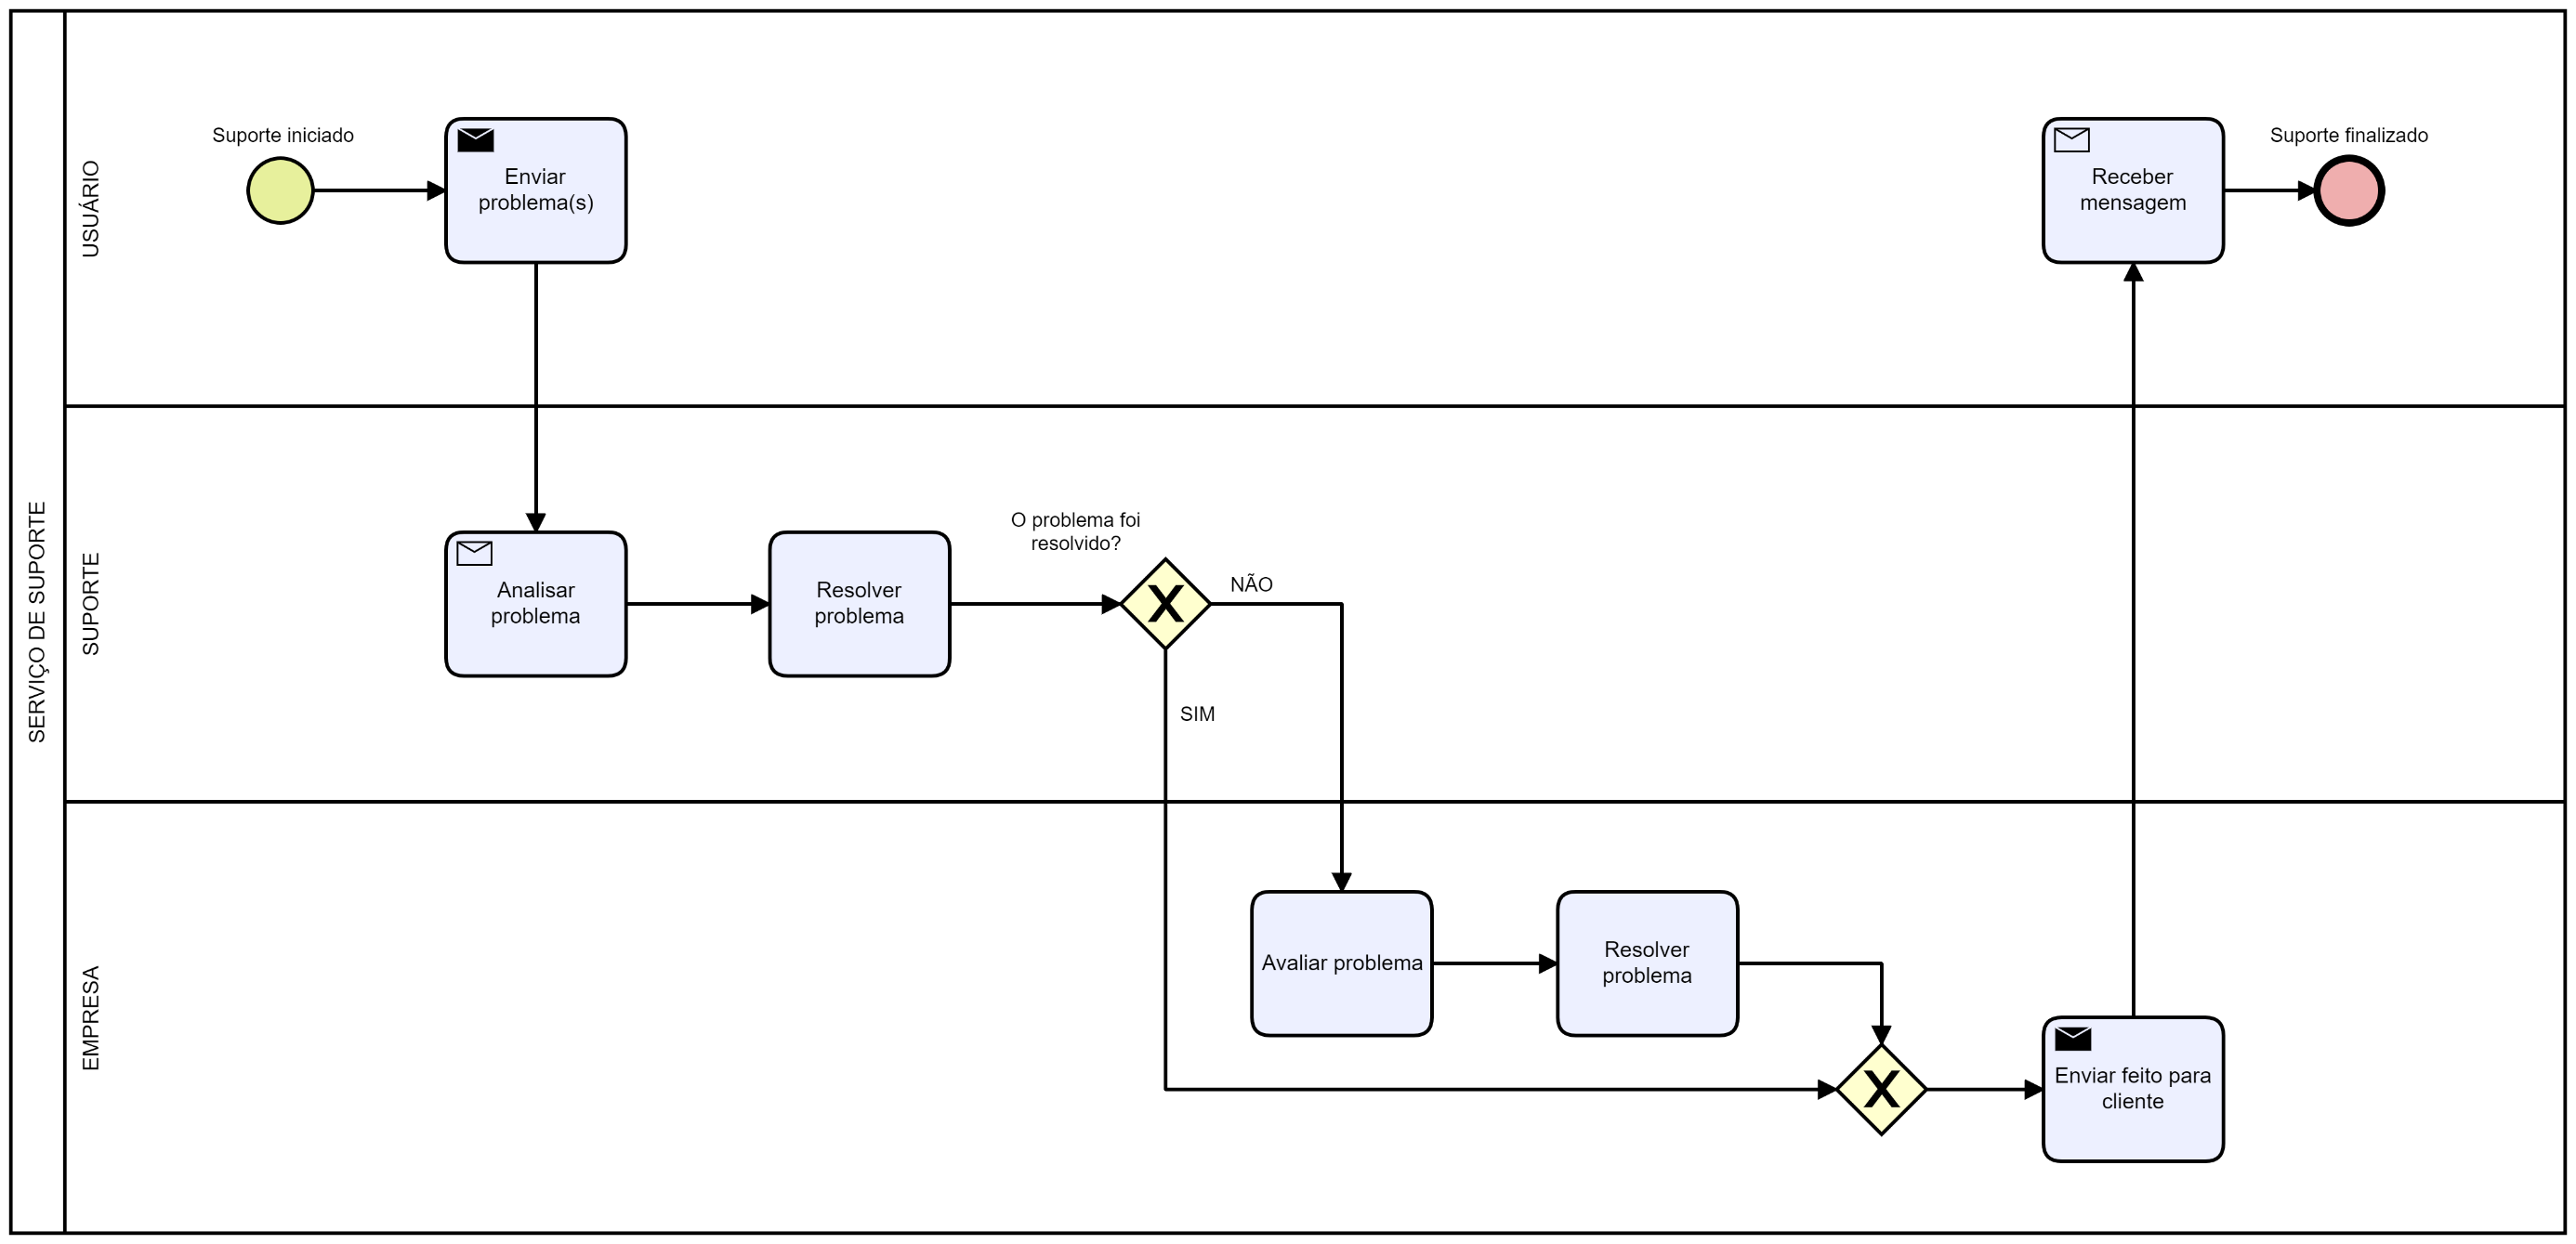 SERVIÇO DE SUPORTE
USUÁRIO
Suporte iniciado
Enviar
problema(s)
Receber
mensagem
Suporte finalizado
SUPORTE
Analisar
problema
Resolver
problema
O problema foi
resolvido?
NÃO
SIM
EMPRESA
Avaliar problema
Resolver
problema
Enviar feito para
cliente